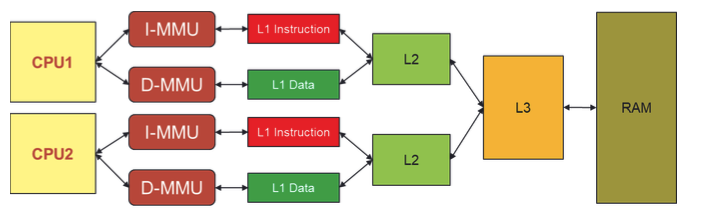 CPU1
I-MMU
L1 Instruction
D-MMU
L1 Data
L2
CPU2
I-MMU
L1 Instruction
D-MMU
L1 Data
L2
L3
RAM